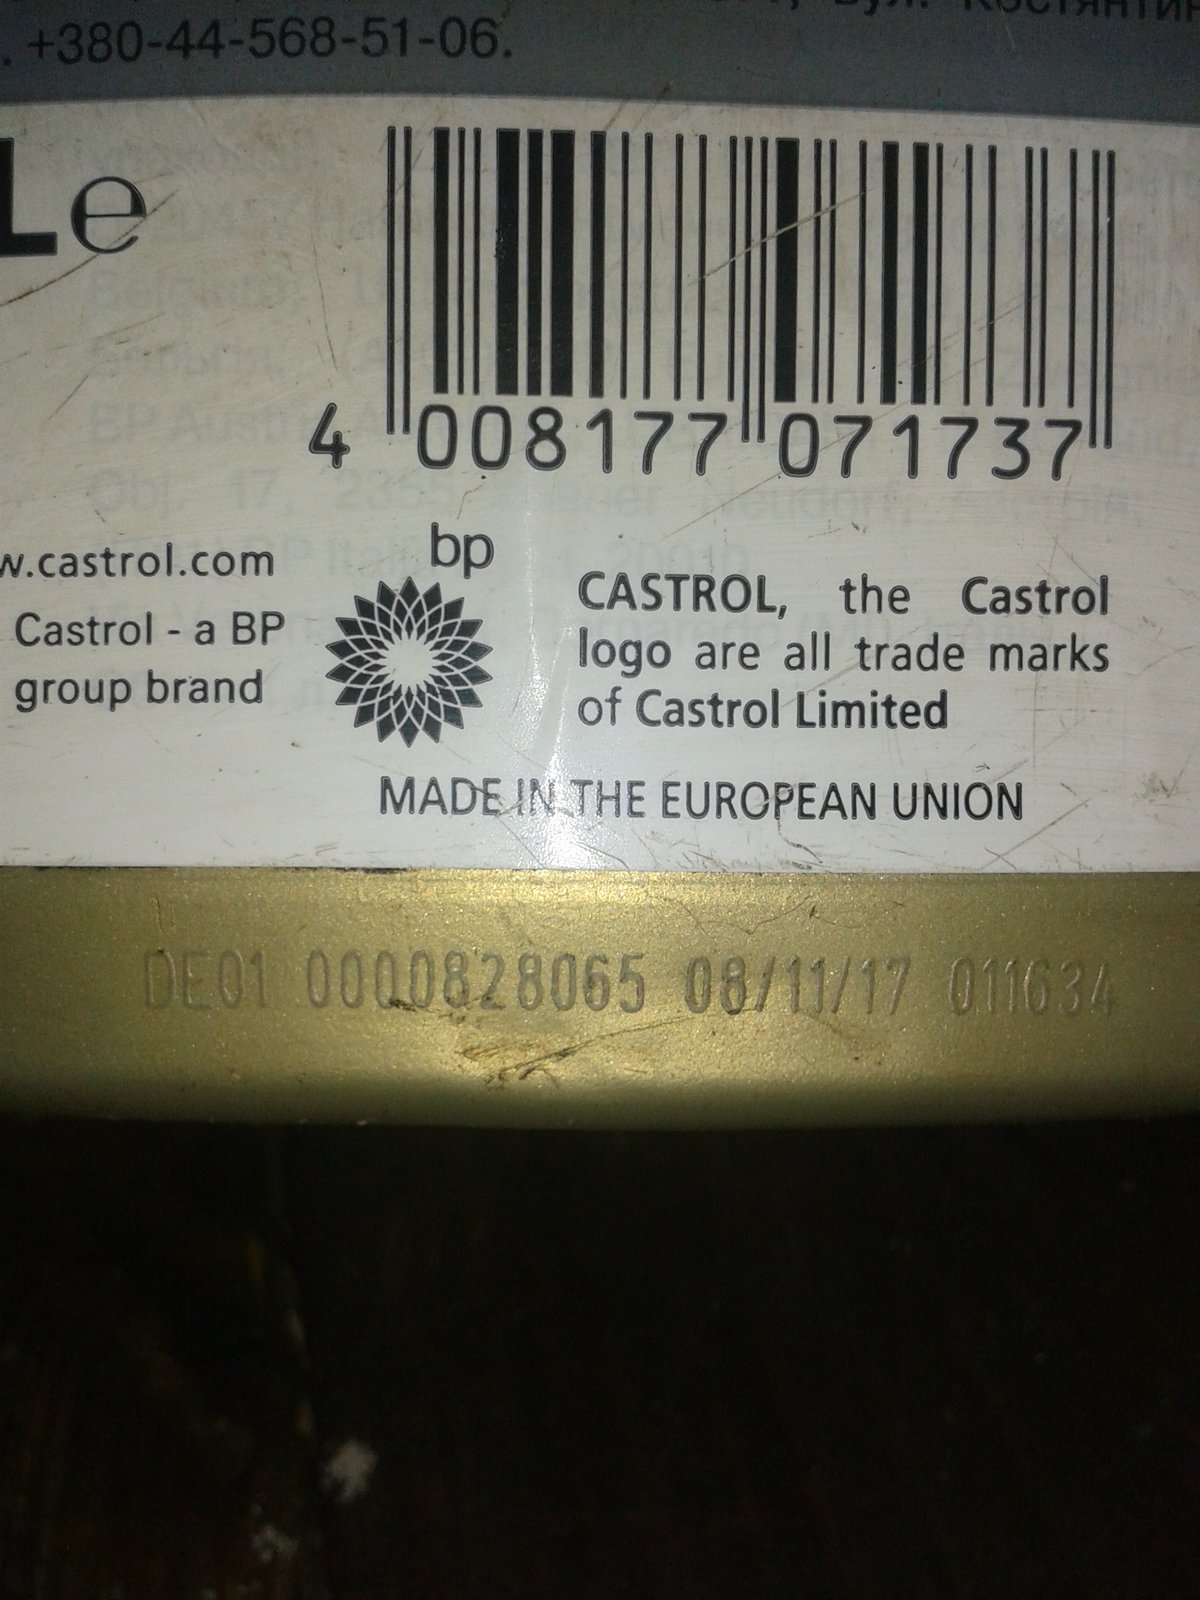 вул.
. +380-44-568-51-06.
L e
4 008177 071737
w.castrol.com
bp
Castrol - a BP
group brand
CASTROL, the Castrol
logo are all trade marks
of Castrol Limited
MADE IN THE EUROPEAN UNION
DE01 0000828065 08/11/17 011634